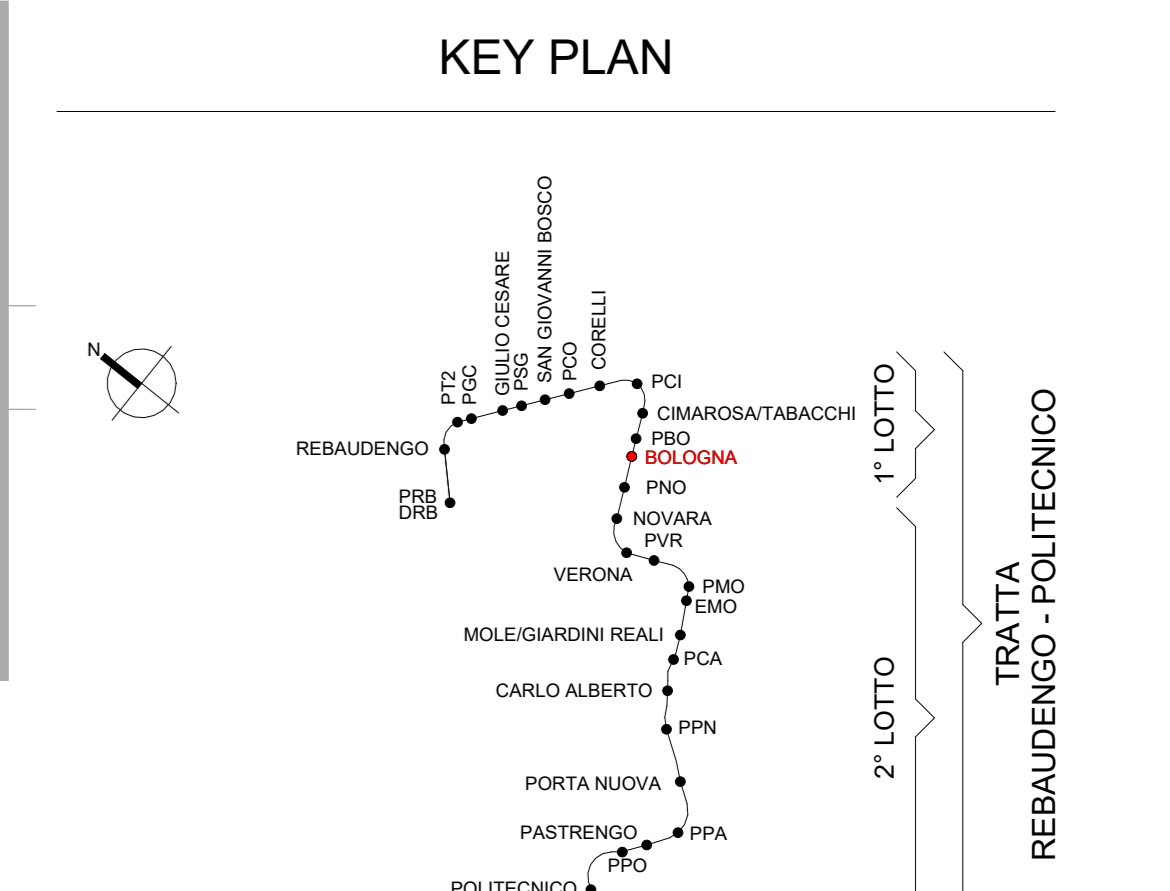 KEY PLAN
N
PT2
PGC
GIULIO CESARE
PSG
SAN GIOVANNI BOSCO
PCO
CORELLI
PCI
CIMAROSA/TABACCHI
PBO
REBAUDENGO
BOLOGNA
PRB
DRB
PNO
NOVARA
PVR
VERONA
PMO
EMO
MOLE/GIARDINI REALI
PCA
CARLO ALBERTO
PPN
PORTA NUOVA
PASTRENGO
PPA
PPO
POLITECNICO
1° LOTTO
2° LOTTO
TRATTA
REBAUDENGO - POLITECNICO